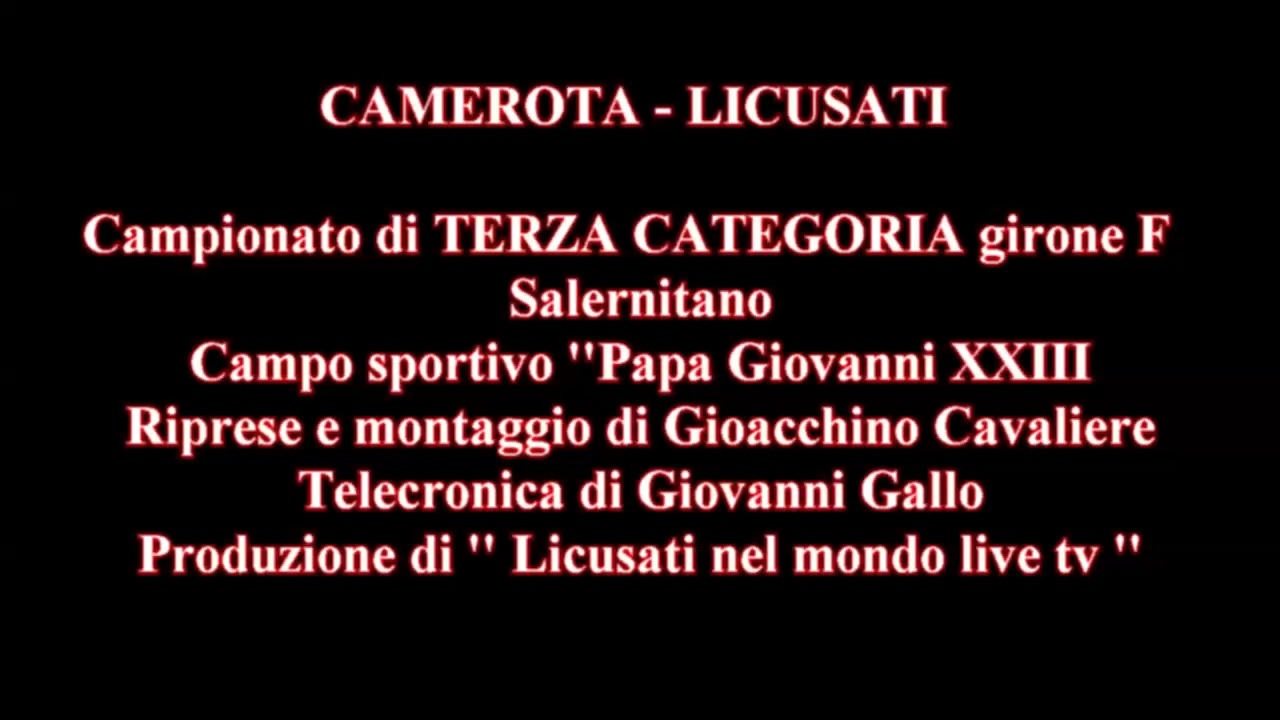 CAMEROTA - LICUSATI
Campionato di TERZA CATEGORIA girone F
Salernitano
Campo sportivo "Papa Giovanni XXIII
Riprese e montaggio di Gioacchino Cavaliere
Telecronica di Giovanni Gallo
Produzione di " Licusati nel mondo live tv "